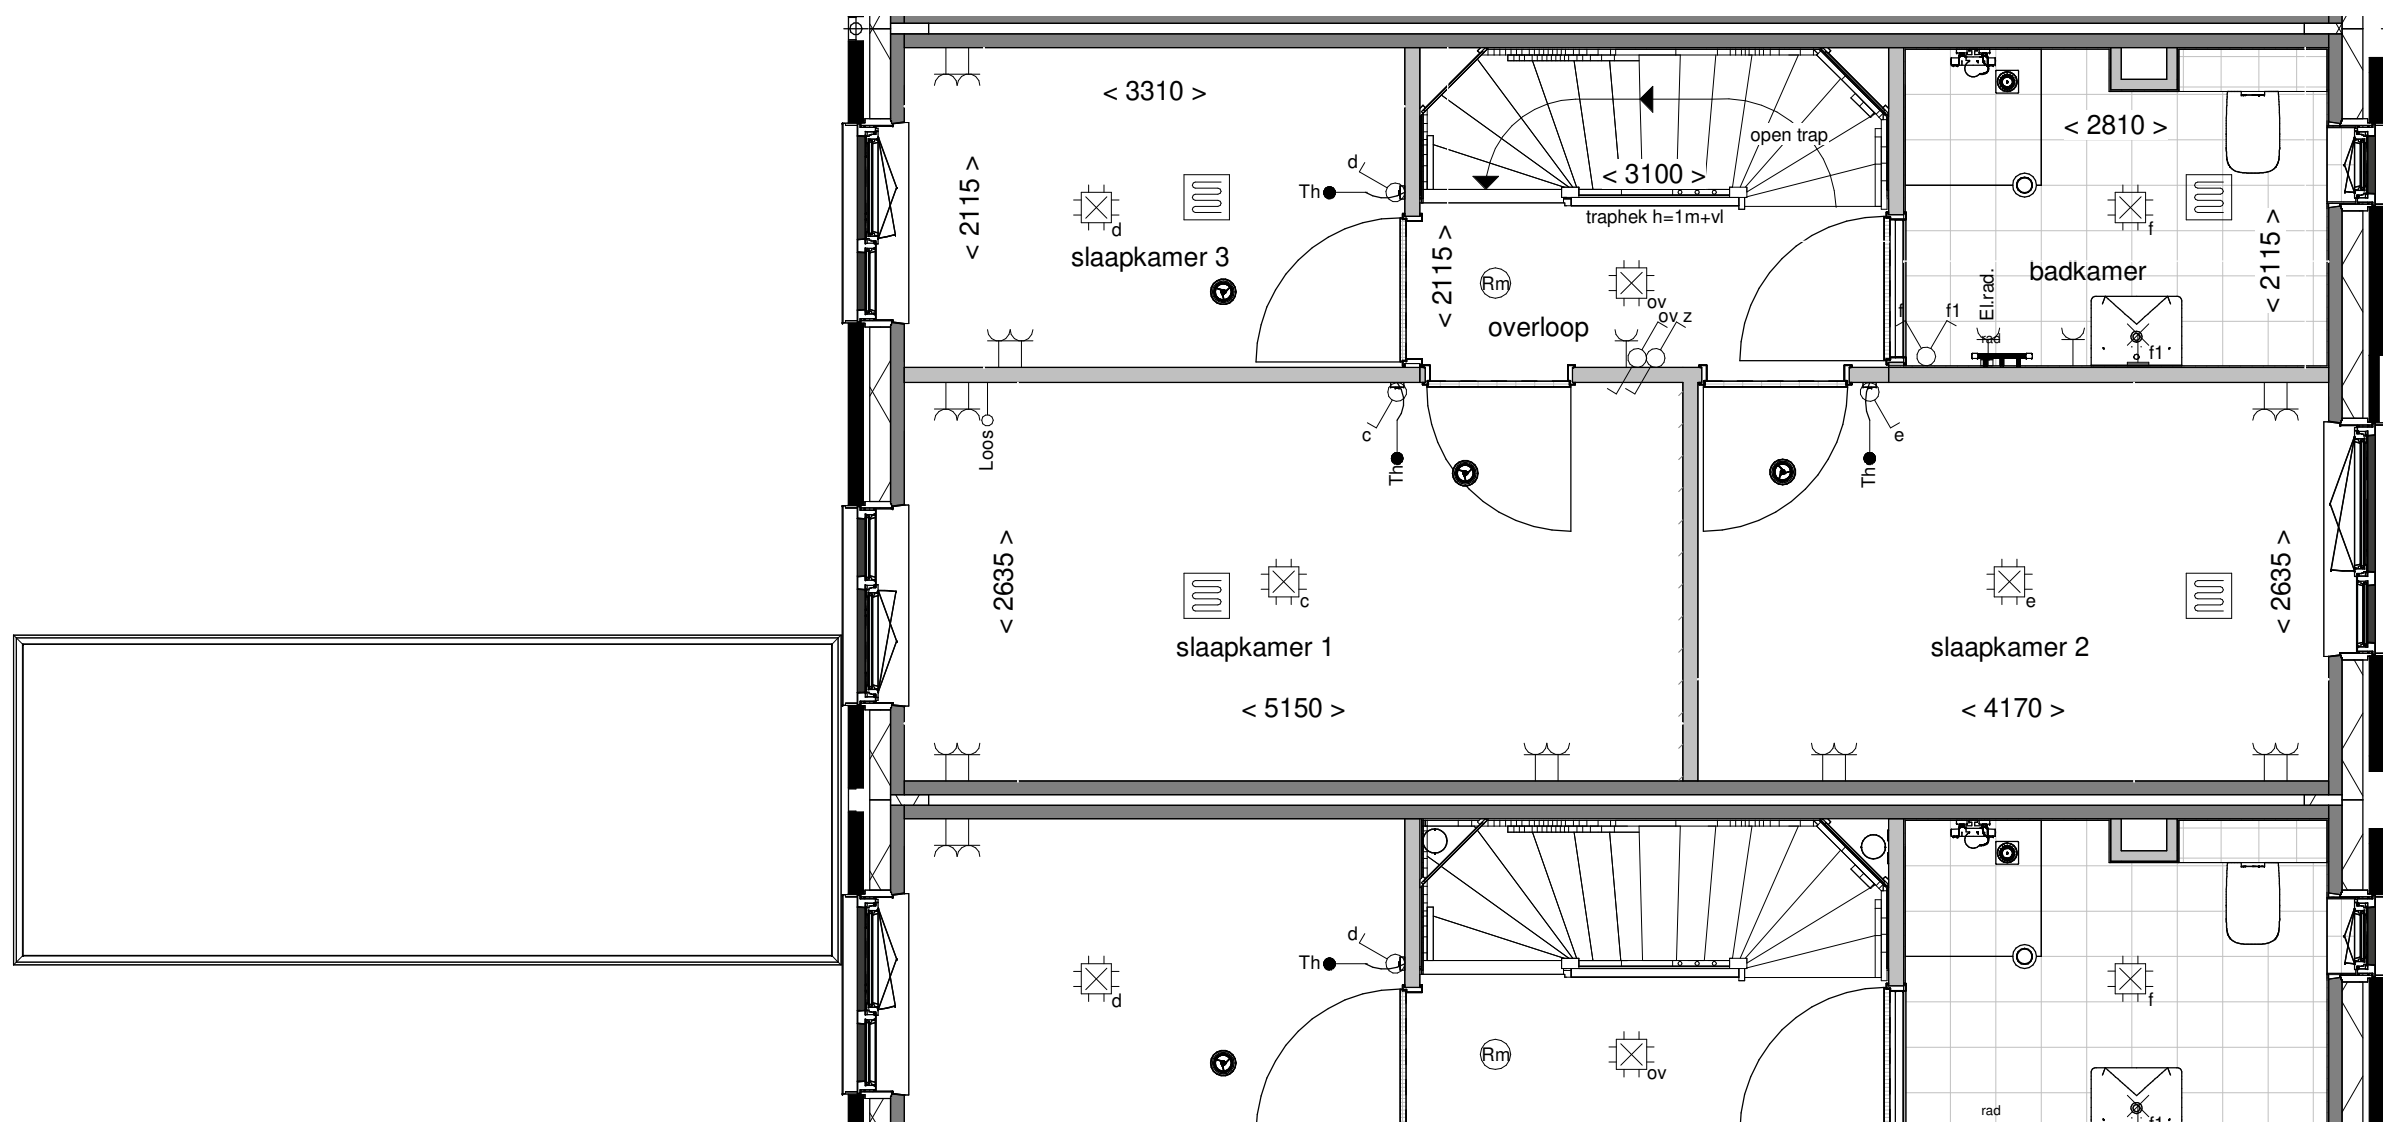 < 3310 >
< 2115 >
d
Th
d
slaapkamer 3
open trap
< 3100 >
traphek h=1m+vl
< 2115 >
Rm
ov
ov z
overloop
< 2810 >
f
< 2115 >
badkamer
El.rad.
rad
f
f1
f1
Loos
c
Th
e
Th
< 2635 >
c
slaapkamer 1
< 5150 >
e
slaapkamer 2
< 4170 >
< 2635 >
d
Th
d
Rm
ov
f
rad
f1